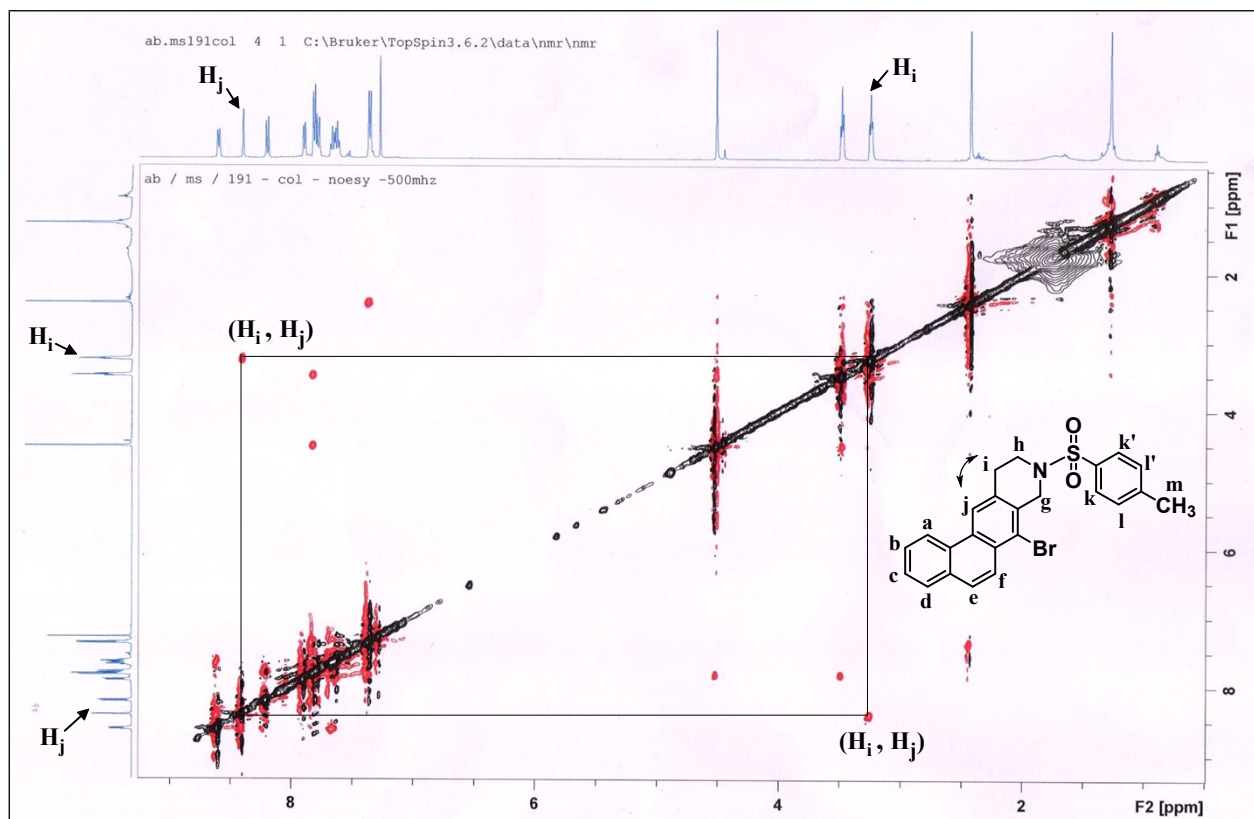 ab.ms191col 4 1 C:\Bruker\TopSpin3.6.2\data\nmr\nmr
Hj
Hi
ab / ms / 191 - col - noesy -500mhz
F1 [ppm]
2
4
6
8
(Hi , Hj)
Hi
Hj
(Hi , Hj)
O
S
O
N
h
i
j
g
k'
l'
k
l
m
CH3
Br
a
b
c
d
e
f
8
6
4
2
F2 [ppm]